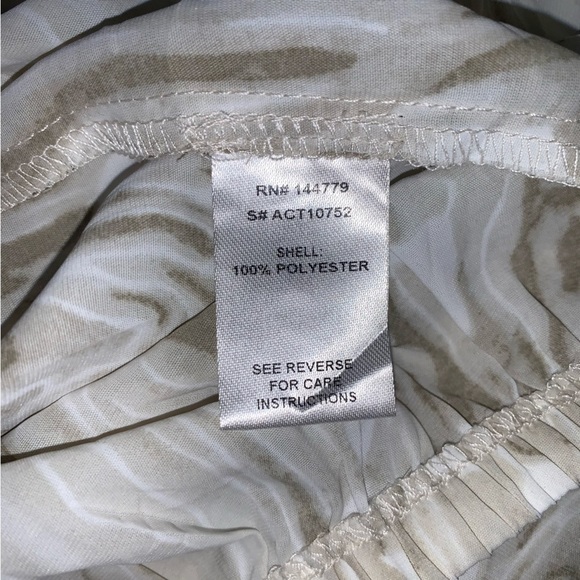 RN# 144779
S# ACT10752
SHELL:
100% POLYESTER
SEE REVERSE
FOR CARE
INSTRUCTIONS